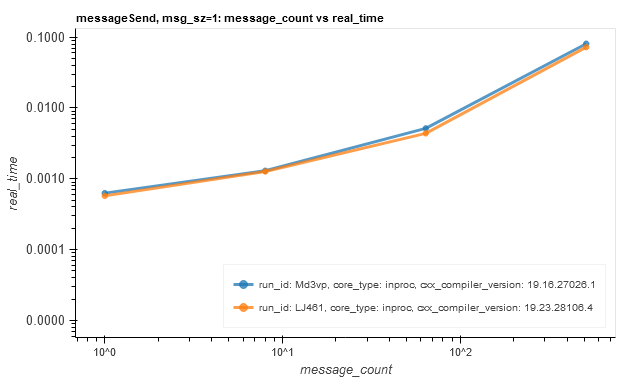 messageSend, msg_sz=1: message_count vs real_time
0.1000
0.0100
0.0010
0.0001
0.0000
real_time
run_id: Md3vp, core_type: inproc, cxx_compiler_version: 19.16.27026.1
run_id: LJ461, core_type: inproc, cxx_compiler_version: 19.23.28106.4
10^0 10^1 10^2
message_count